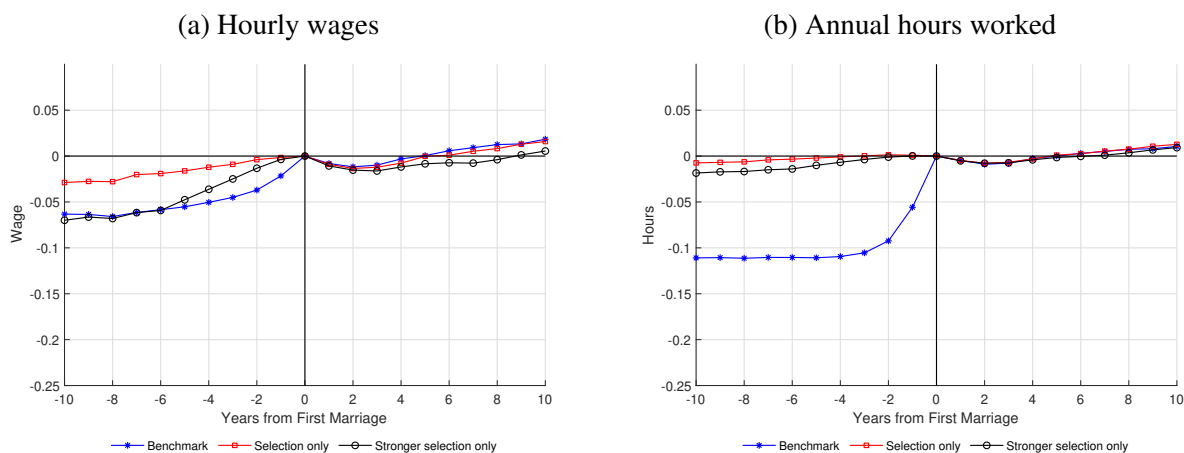 (a) Hourly wages
0.05
0
-0.05
-0.1
-0.15
-0.2
-0.25
Wage
-10 -8 -6 -4 -2 0 2 4 6 8 10
Years from First Marriage
Benchmark Selection only Stronger selection only
(b) Annual hours worked
0.05
0
-0.05
-0.1
-0.15
-0.2
-0.25
Hours
-10 -8 -6 -4 -2 0 2 4 6 8 10
Years from First Marriage
Benchmark Selection only Stronger selection only